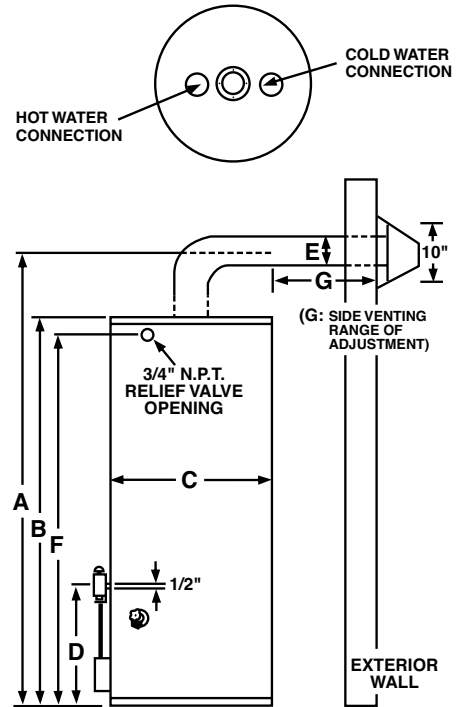 COLD WATER
CONNECTION
HOT WATER
CONNECTION
E
10"
G
(G: SIDE VENTING
RANGE OF
ADJUSTMENT)
3/4" N.P.T.
RELIEF VALVE
OPENING
A
B
F
C
1/2"
D
EXTERIOR
WALL